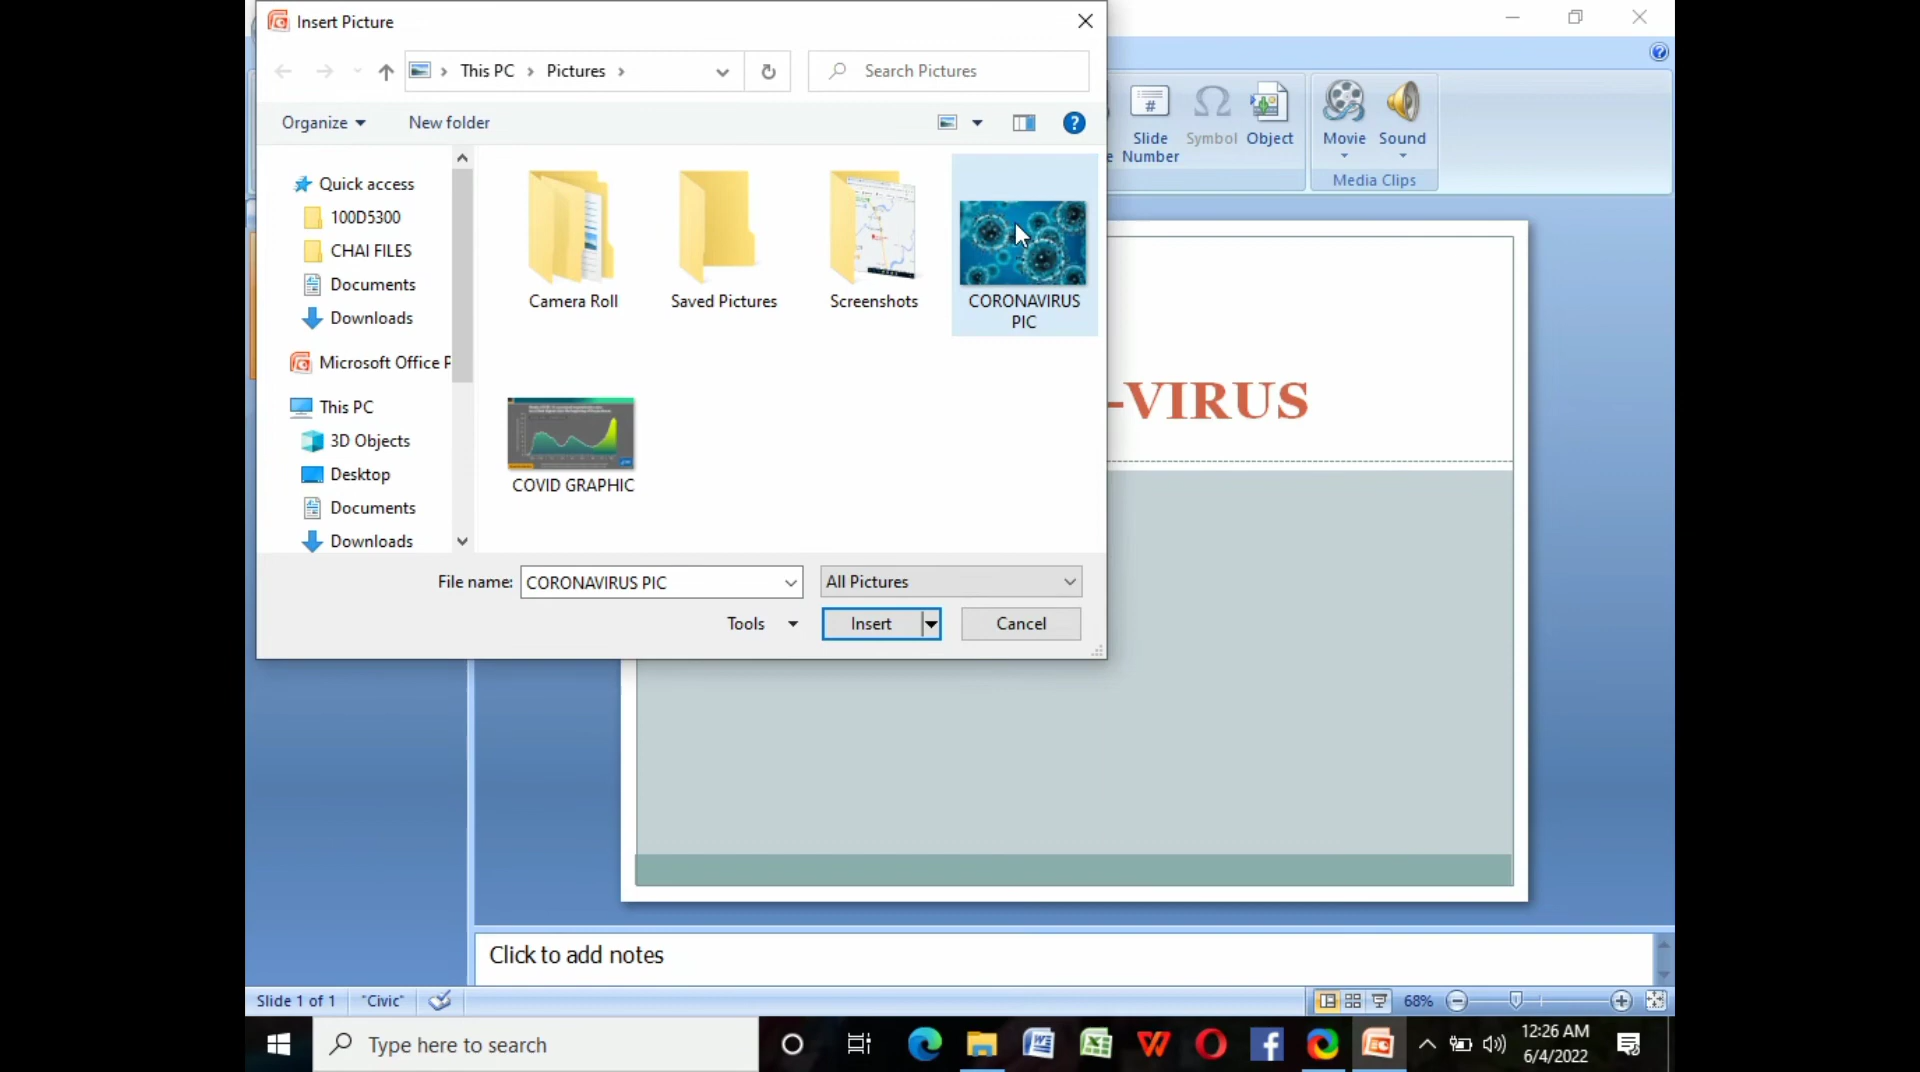 Insert Picture
This PC
Pictures
Search Pictures
Organize
New folder
Quick access
100D5300
CHAI FILES
Documents
Downloads
Microsoft Office P
This PC
3D Objects
Desktop
Documents
Downloads
Camera Roll
Saved Pictures
Screenshots
CORONAVIRUS
PIC
COVID GRAPHIC
File name:
CORONAVIRUS PIC
All Pictures
Tools
Insert
Cancel
e
Slide
Number
Symbol
Object
Movie
Sound
Media Clips
-VIRUS
Click to add notes
Slide 1 of 1
"Civic"
68%
Type here to search
12:26 AM
6/4/2022